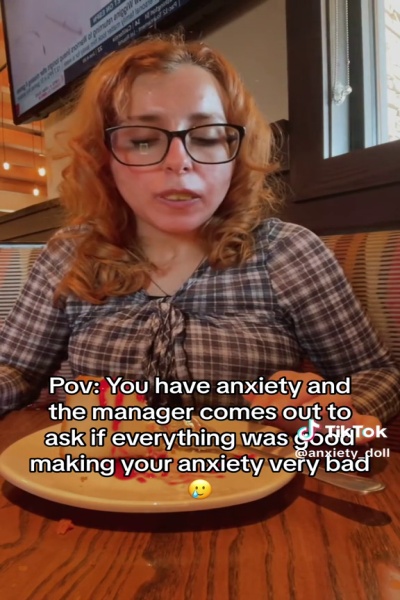 Pov: You have anxiety and
the manager comes out to
ask if everything was good
making your anxiety very bad
🥲
TikTok
@anxiety_doll